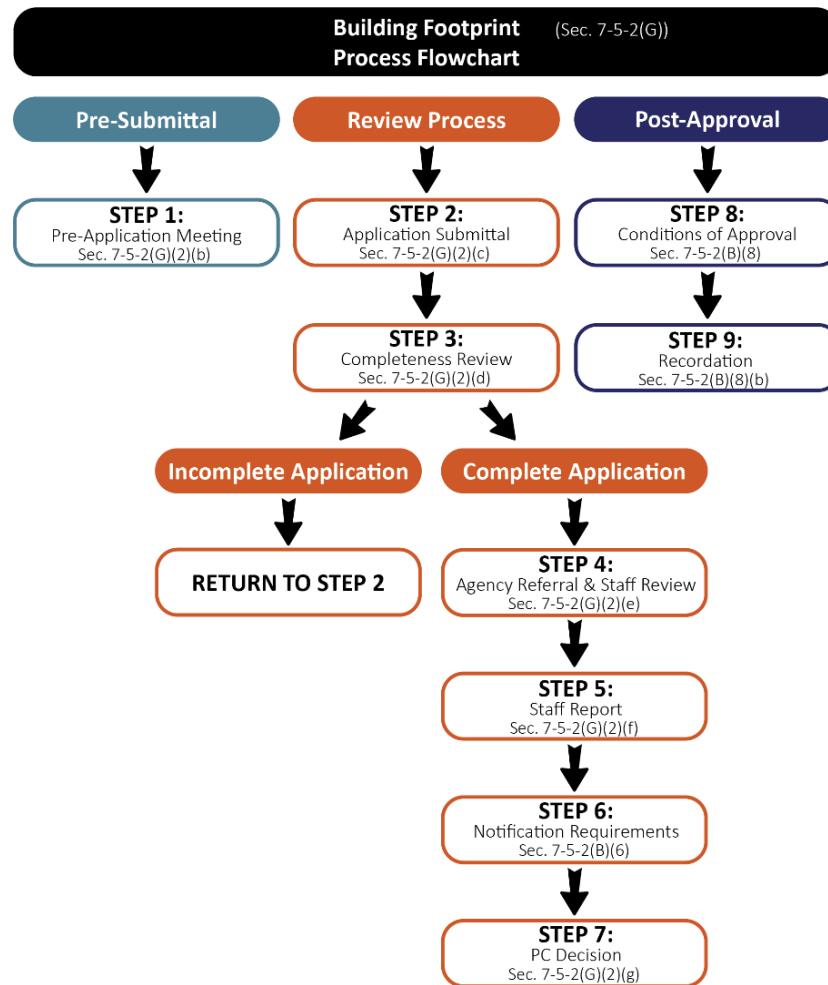 Building Footprint (Sec. 7-5-2(G))
Process Flowchart
Pre-Submittal
Review Process
Post-Approval
STEP 1:
Pre-Application Meeting
Sec. 7-5-2(G)(2)(b)
STEP 2:
Application Submittal
Sec. 7-5-2(G)(2)(c)
STEP 8:
Conditions of Approval
Sec. 7-5-2(B)(8)
STEP 3:
Completeness Review
Sec. 7-5-2(G)(2)(d)
STEP 9:
Recordation
Sec. 7-5-2(B)(8)(b)
Incomplete Application
Complete Application
RETURN TO STEP 2
STEP 4:
Agency Referral & Staff Review
Sec. 7-5-2(G)(2)(e)
STEP 5:
Staff Report
Sec. 7-5-2(G)(2)(f)
STEP 6:
Notification Requirements
Sec. 7-5-2(B)(6)
STEP 7:
PC Decision
Sec. 7-5-2(G)(2)(g)